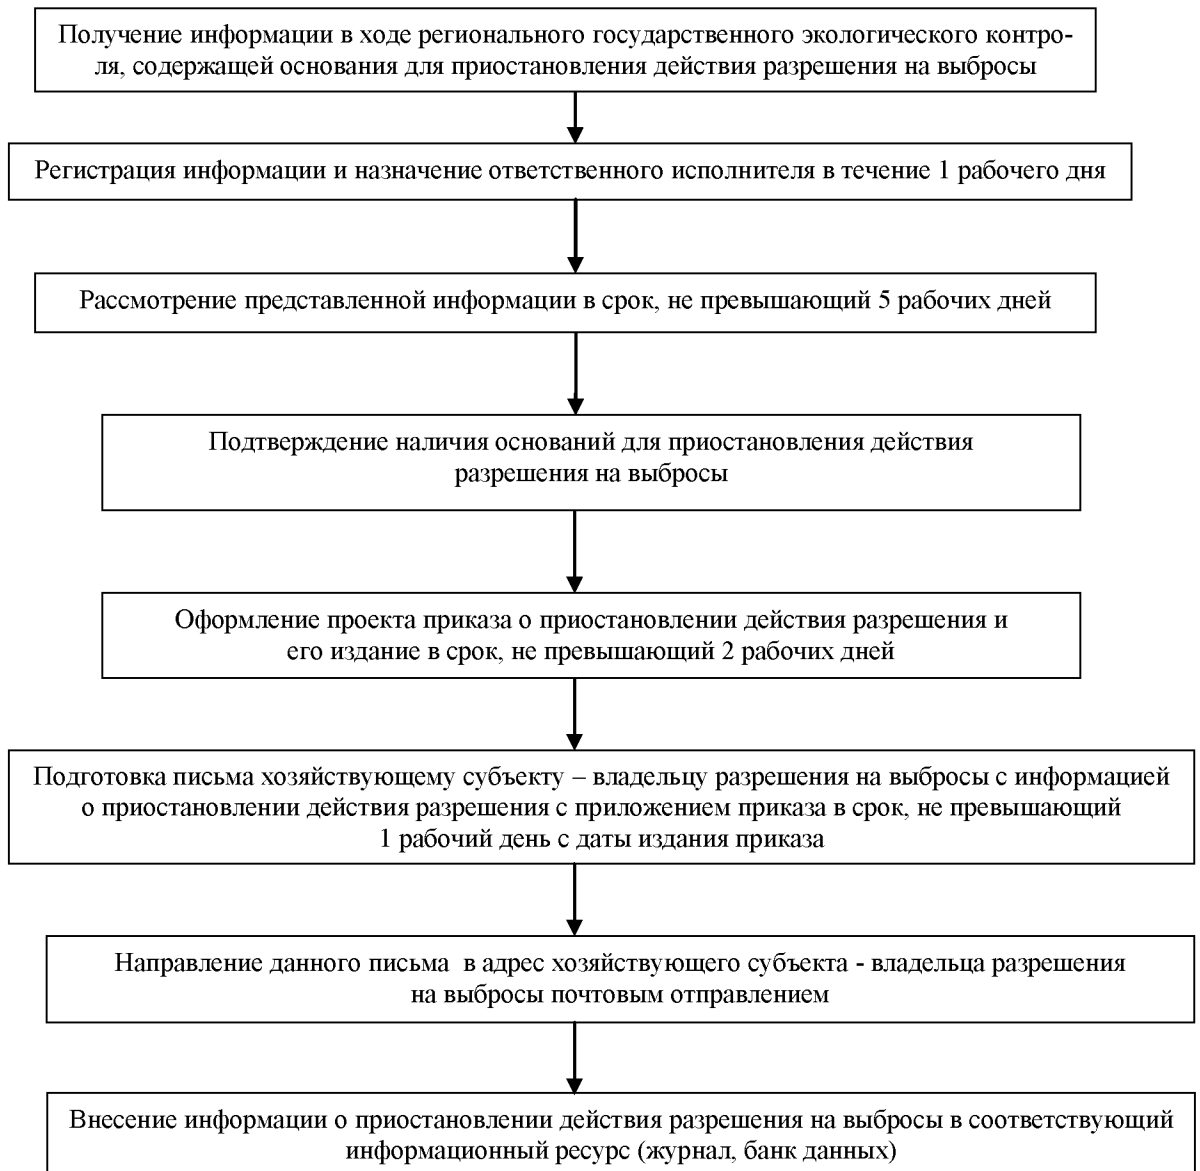 Получение информации в ходе регионального государственного экологического контро-
ля, содержащей основания для приостановления действия разрешения на выбросы
Регистрация информации и назначение ответственного исполнителя в течение 1 рабочего дня
Рассмотрение представленной информации в срок, не превышающий 5 рабочих дней
Подтверждение наличия оснований для приостановления действия
разрешения на выбросы
Оформление проекта приказа о приостановлении действия разрешения и
его издание в срок, не превышающий 2 рабочих дней
Подготовка письма хозяйствующему субъекту – владельцу разрешения на выбросы с информацией
о приостановлении действия разрешения с приложением приказа в срок, не превышающий
1 рабочий день с даты издания приказа
Направление данного письма  в адрес хозяйствующего субъекта - владельца разрешения
на выбросы почтовым отправлением
Внесение информации о приостановлении действия разрешения на выбросы в соответствующий
информационный ресурс (журнал, банк данных)